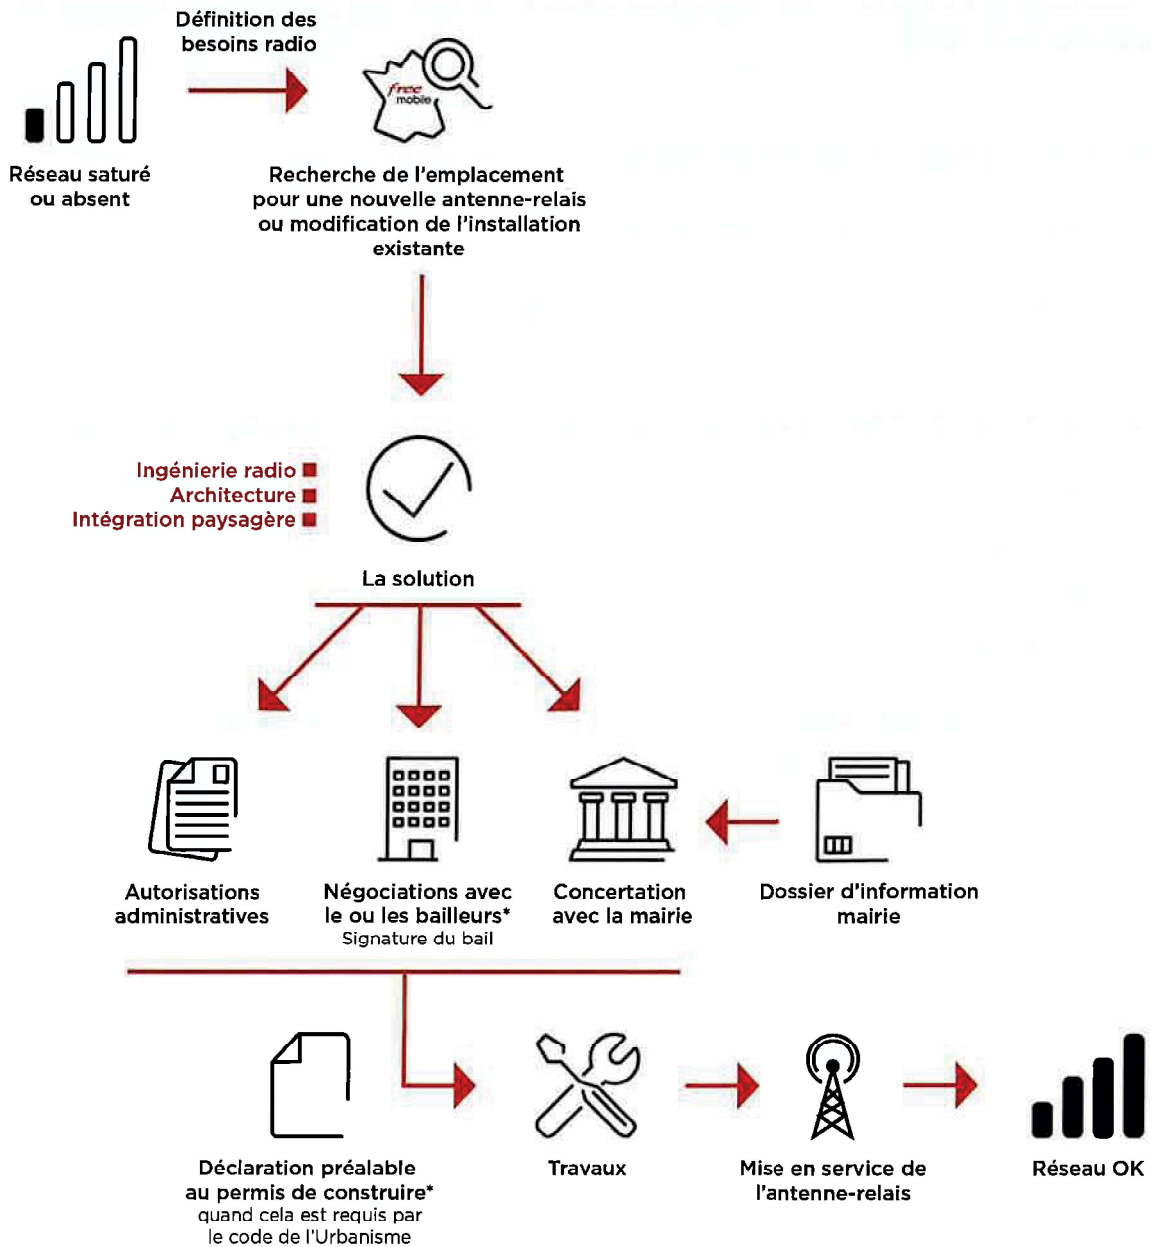 Définition des
besoins radio
free
mobile
Réseau saturé
ou absent
Recherche de l'emplacement
pour une nouvelle antenne-relais
ou modification de l'installation
existante
Ingénierie radio
Architecture
Intégration paysagère
La solution
Autorisations
administratives
Négociations avec
le ou les bailleurs*
Signature du bail
Concertation
avec la mairie
Dossier d'information
mairie
Déclaration préalable
au permis de construire*
quand cela est requis par
le code de l'Urbanisme
Travaux
Mise en service de
l'antenne-relais
Réseau OK